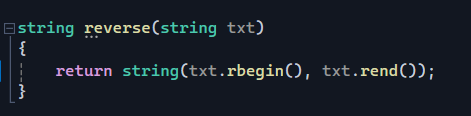 string reverse(string txt)
{
    return string(txt.rbegin(), txt.rend());
}